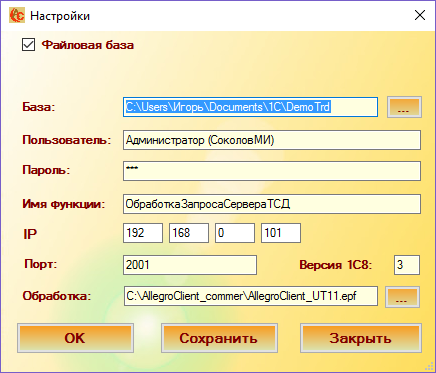 Настройки
Файловая база
База: C:\Users\Игорь\Documents\1C\DemoTrd ...
Пользователь: Администратор (СоколовМИ)
Пароль: ***
Имя функции: ОбработкаЗапросаСервераТСД
IP 192 168 0 101
Порт: 2001 Версия 1С8: 3
Обработка: C:\AllegroClient_commer\AllegroClient_UT11.epf ...
OK Сохранить Закрыть